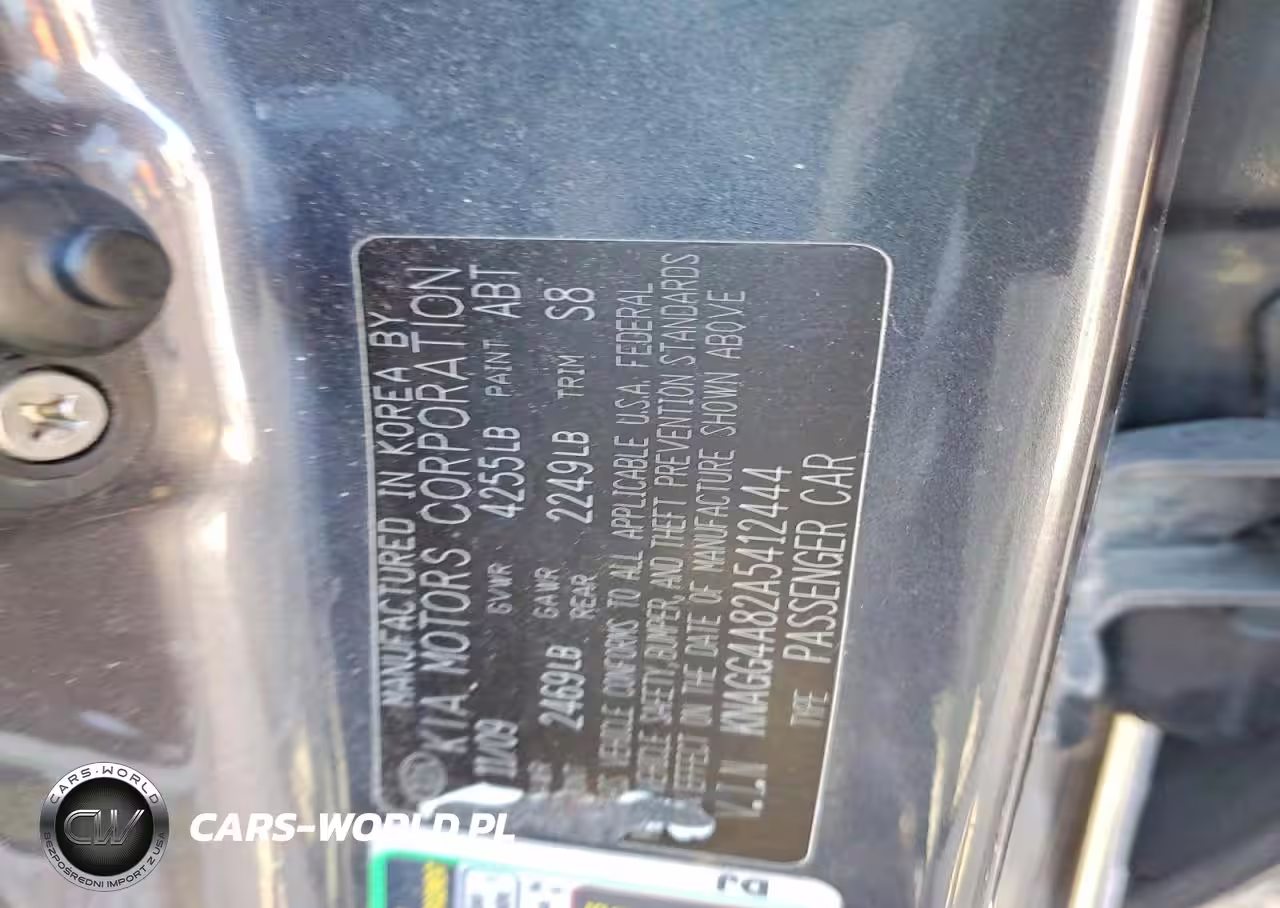 MANUFACTURED IN KOREA BY
KIA MOTORS CORPORATION
11/09 GVWR 4255LB PAINT ABT
2469LB GAWR REAR 2249LB TRIM S8
VEHICLE CONFORMS TO ALL APPLICABLE U.S.A. FEDERAL
VEHICLE SAFETY, BUMPER, AND THEFT PREVENTION STANDARDS
EFFECT ON THE DATE OF MANUFACTURE SHOWN ABOVE
V.I.N KNAGG4A82A5412444
TYPE PASSENGER CAR
CARS-WORLD
CW
BEZPOŚREDNI IMPORT Z USA
CARS-WORLD.PL